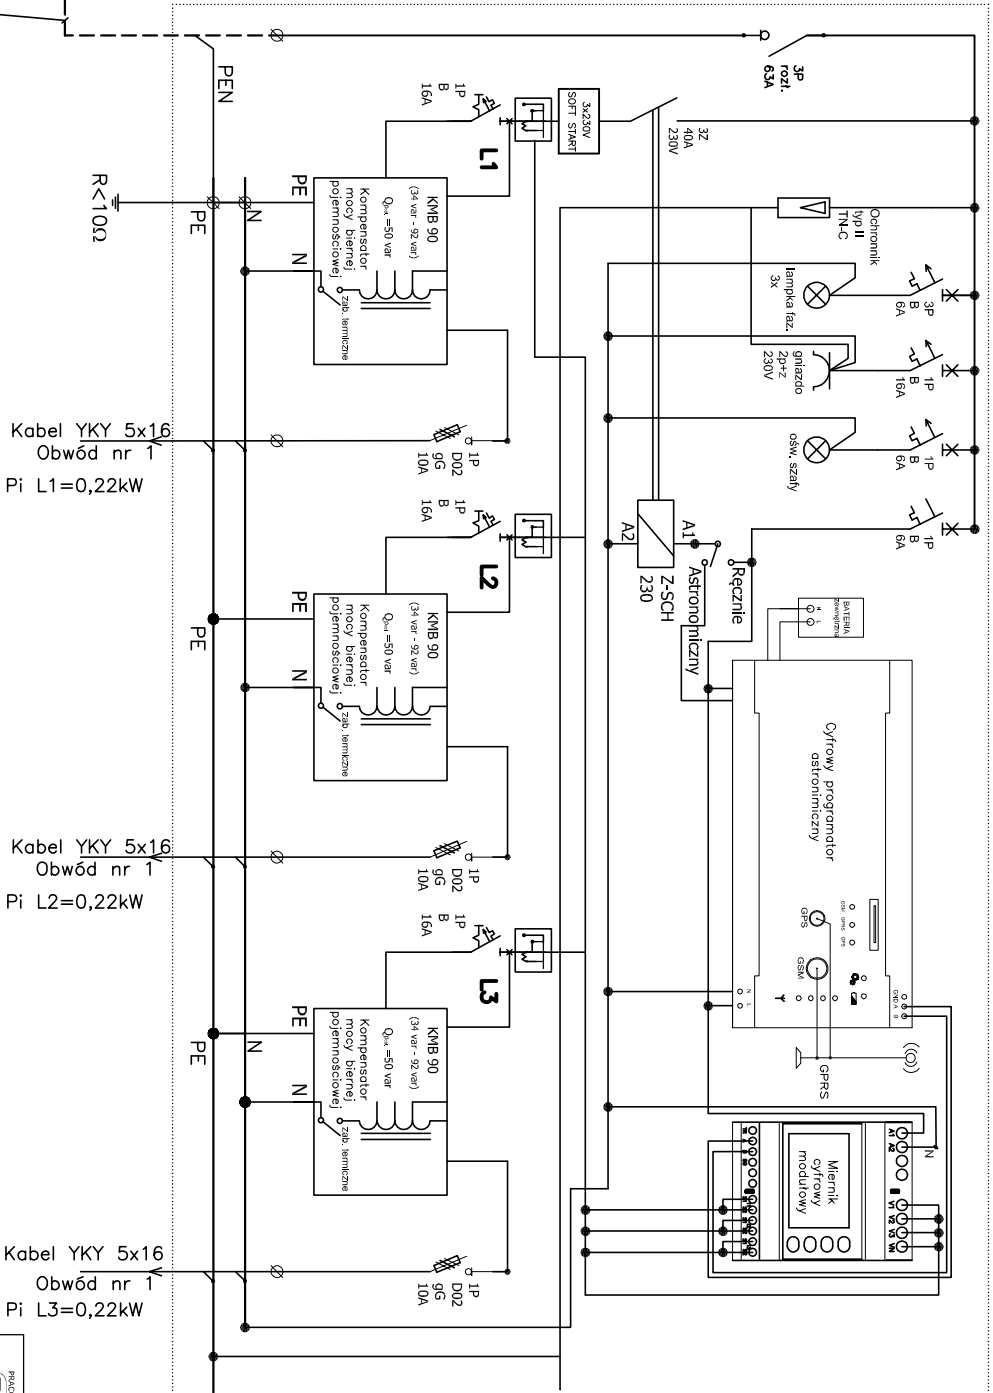 3P
rozł.
63A
PEN
1P
B
16A
L1
3x230V
SOFT START
3Z
40A
230V
R<10Ω
PE
N
PE
N
KMB 90
(34 var - 92 var)
=50 var
Kompensator
mocy biernej
pojemnościowej
zab. termiczne
Ochronnik
typ II
TN-C
lampka faz.
3x
3P
B
6A
gniazdo
2p+z
230V
1P
B
16A
ośw. szafy
1P
B
6A
1P
B
6A
Kabel YKY 5x16
Obwód nr 1
Pi L1=0,22kW
1P
D02
gG
10A
1P
B
16A
L2
A1
A2
Z-SCH
230
Ręcznie
Astronomiczny
BATERIA
zewnętrzna
N
L
PE
PE
N
KMB 90
(34 var - 92 var)
=50 var
Kompensator
mocy biernej
pojemnościowej
zab. termiczne
Cyfrowy programator
astronimiczny
Kabel YKY 5x16
Obwód nr 1
Pi L2=0,22kW
1P
D02
gG
10A
1P
B
16A
L3
GSM
GPRS
GPS
GPS
GSM
N
L
GND A B
GPRS
PE
N
PE
N
KMB 90
(34 var - 92 var)
=50 var
Kompensator
mocy biernej
pojemnościowej
zab. termiczne
A1
A2
N
V1
V2
V3
VN
Miernik
cyfrowy
modułowy
Kabel YKY 5x16
Obwód nr 1
Pi L3=0,22kW
1P
D02
gG
10A